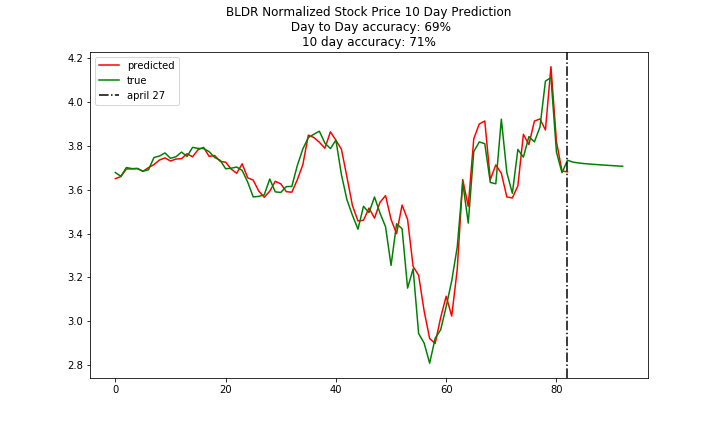 BLDR Normalized Stock Price 10 Day Prediction
Day to Day accuracy: 69%
10 day accuracy: 71%
predicted
true
april 27
4.2
4.0
3.8
3.6
3.4
3.2
3.0
2.8
0 20 40 60 80